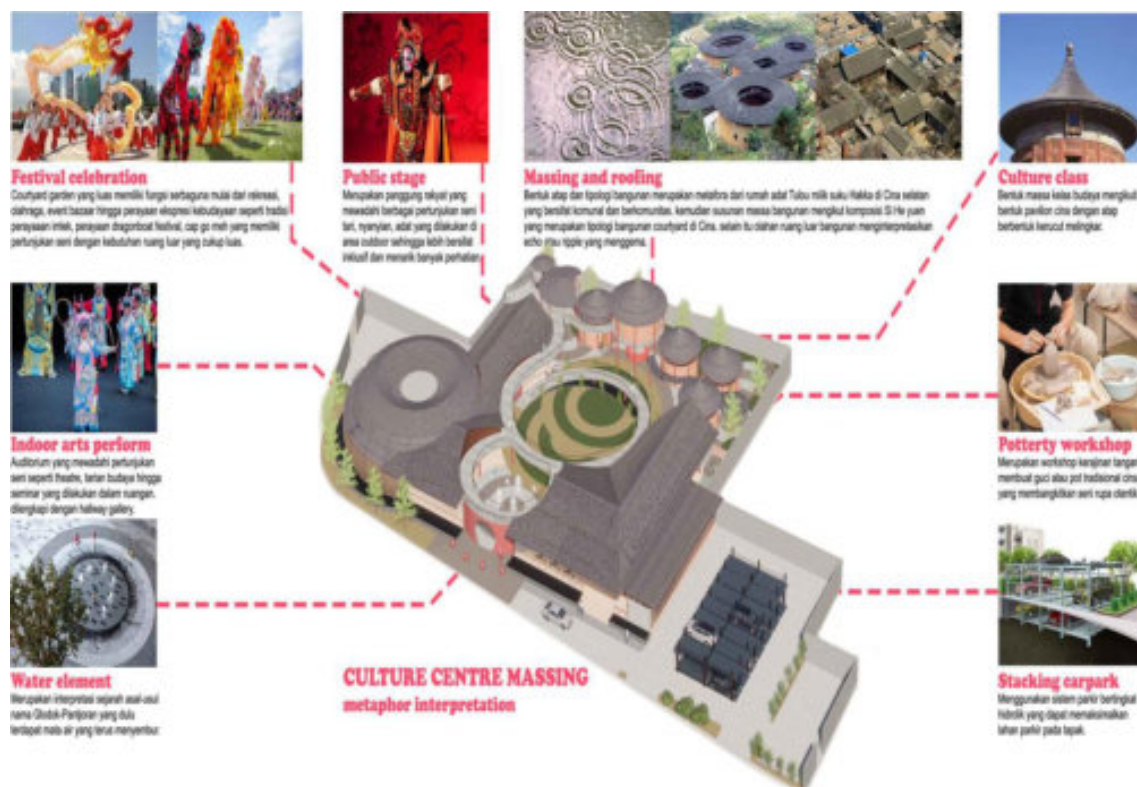 Festival celebration
Courtyard garden yang luas memiliki fungsi serbaguna mulai dari rekreasi,
olahraga, event bazaar hingga perayaan ekspresi kebudayaan seperti tradisi
perayaan imlek, perayaan dragonboat festival, cap go meh yang memiliki
pertunjukan seni dengan kebutuhan ruang luar yang cukup luas.
Public stage
Merupakan panggung rakyat yang
mewadahi berbagai pertunjukan seni
tari, nyanyian, adat yang dilakukan di
area outdoor sehingga lebih bersifat
inklusif dan menarik banyak perhatian.
Massing and roofing
Bentuk atap dan tipologi bangunan merupakan metafora dari rumah adat Tubou milik suku Hakka di Cina selatan
yang bersifat komunal dan berkomunitas. kemudian susunan massa bangunan mengikuti komposisi Si He yuan
yang merupakan tipologi bangunan courtyard di Cina. selain itu olahan ruang luar bangunan menginterpretasikan
echo atau ripple yang menggema.
Culture class
Bentuk massa kelas budaya mengikuti
bentuk pavilion cina dengan atap
berbentuk kerucut melingkar.
Indoor arts perform
Auditorium yang mewadahi pertunjukan
seni seperti theatre, tarian budaya hingga
seminar yang dilakukan dalam ruangan.
dilengkapi dengan hallway gallery.
Potterty workshop
Merupakan workshop kerajinan tangan
membuat guci atau pot tradisional cina
yang membangkitkan seni rupa otentik
Water element
Merupakan interpretasi sejarah asal-usul
nama Glodok-Pantjoran yang dulu
terdapat mata air yang terus menyembur.
CULTURE CENTRE MASSING
metaphor interpretation
Stacking carpark
Menggunakan sistem parkir bertingkat
hidrolik yang dapat memaksimalkan
lahan parkir pada tapak.